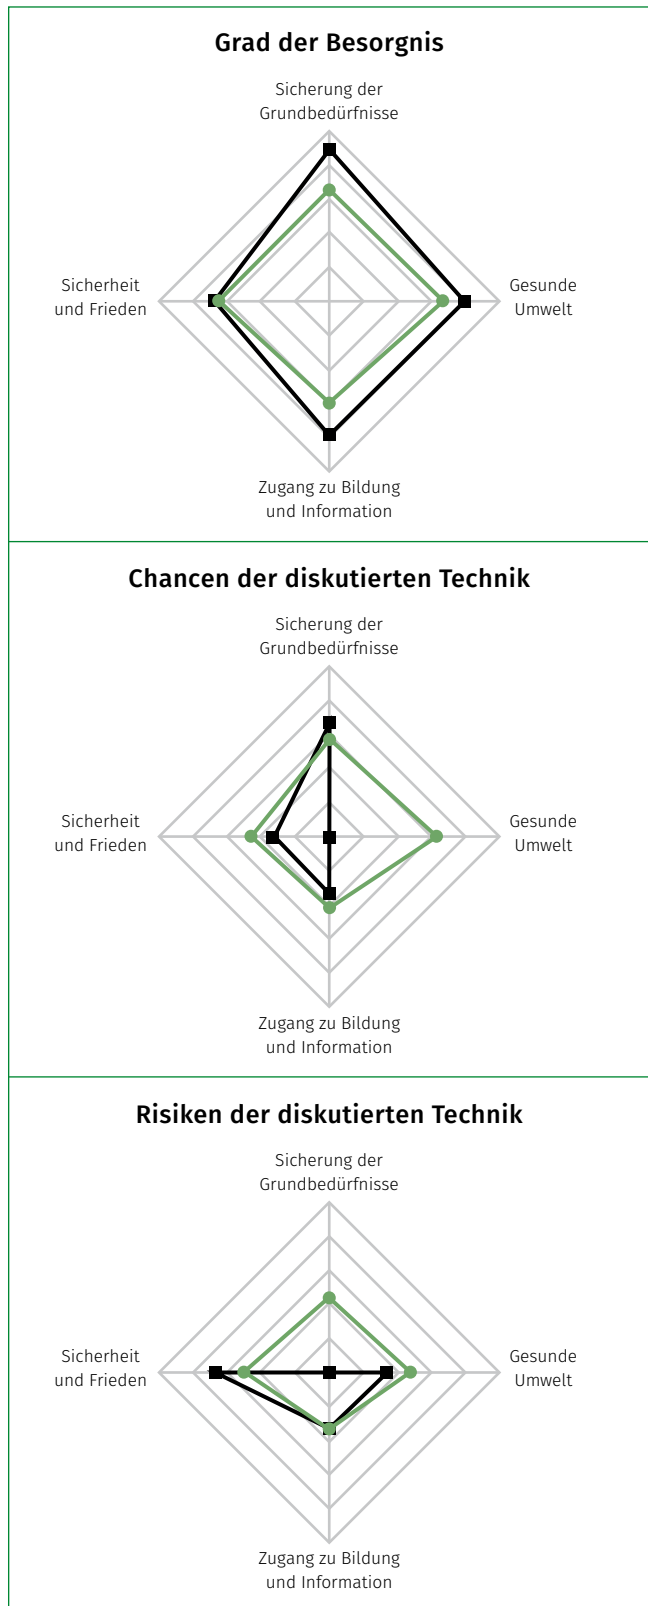 Grad der Besorgnis
Sicherung der
Grundbedürfnisse
Sicherheit
und Frieden
Gesunde
Umwelt
Zugang zu Bildung
und Information
Chancen der diskutierten Technik
Sicherung der
Grundbedürfnisse
Sicherheit
und Frieden
Gesunde
Umwelt
Zugang zu Bildung
und Information
Risiken der diskutierten Technik
Sicherung der
Grundbedürfnisse
Sicherheit
und Frieden
Gesunde
Umwelt
Zugang zu Bildung
und Information